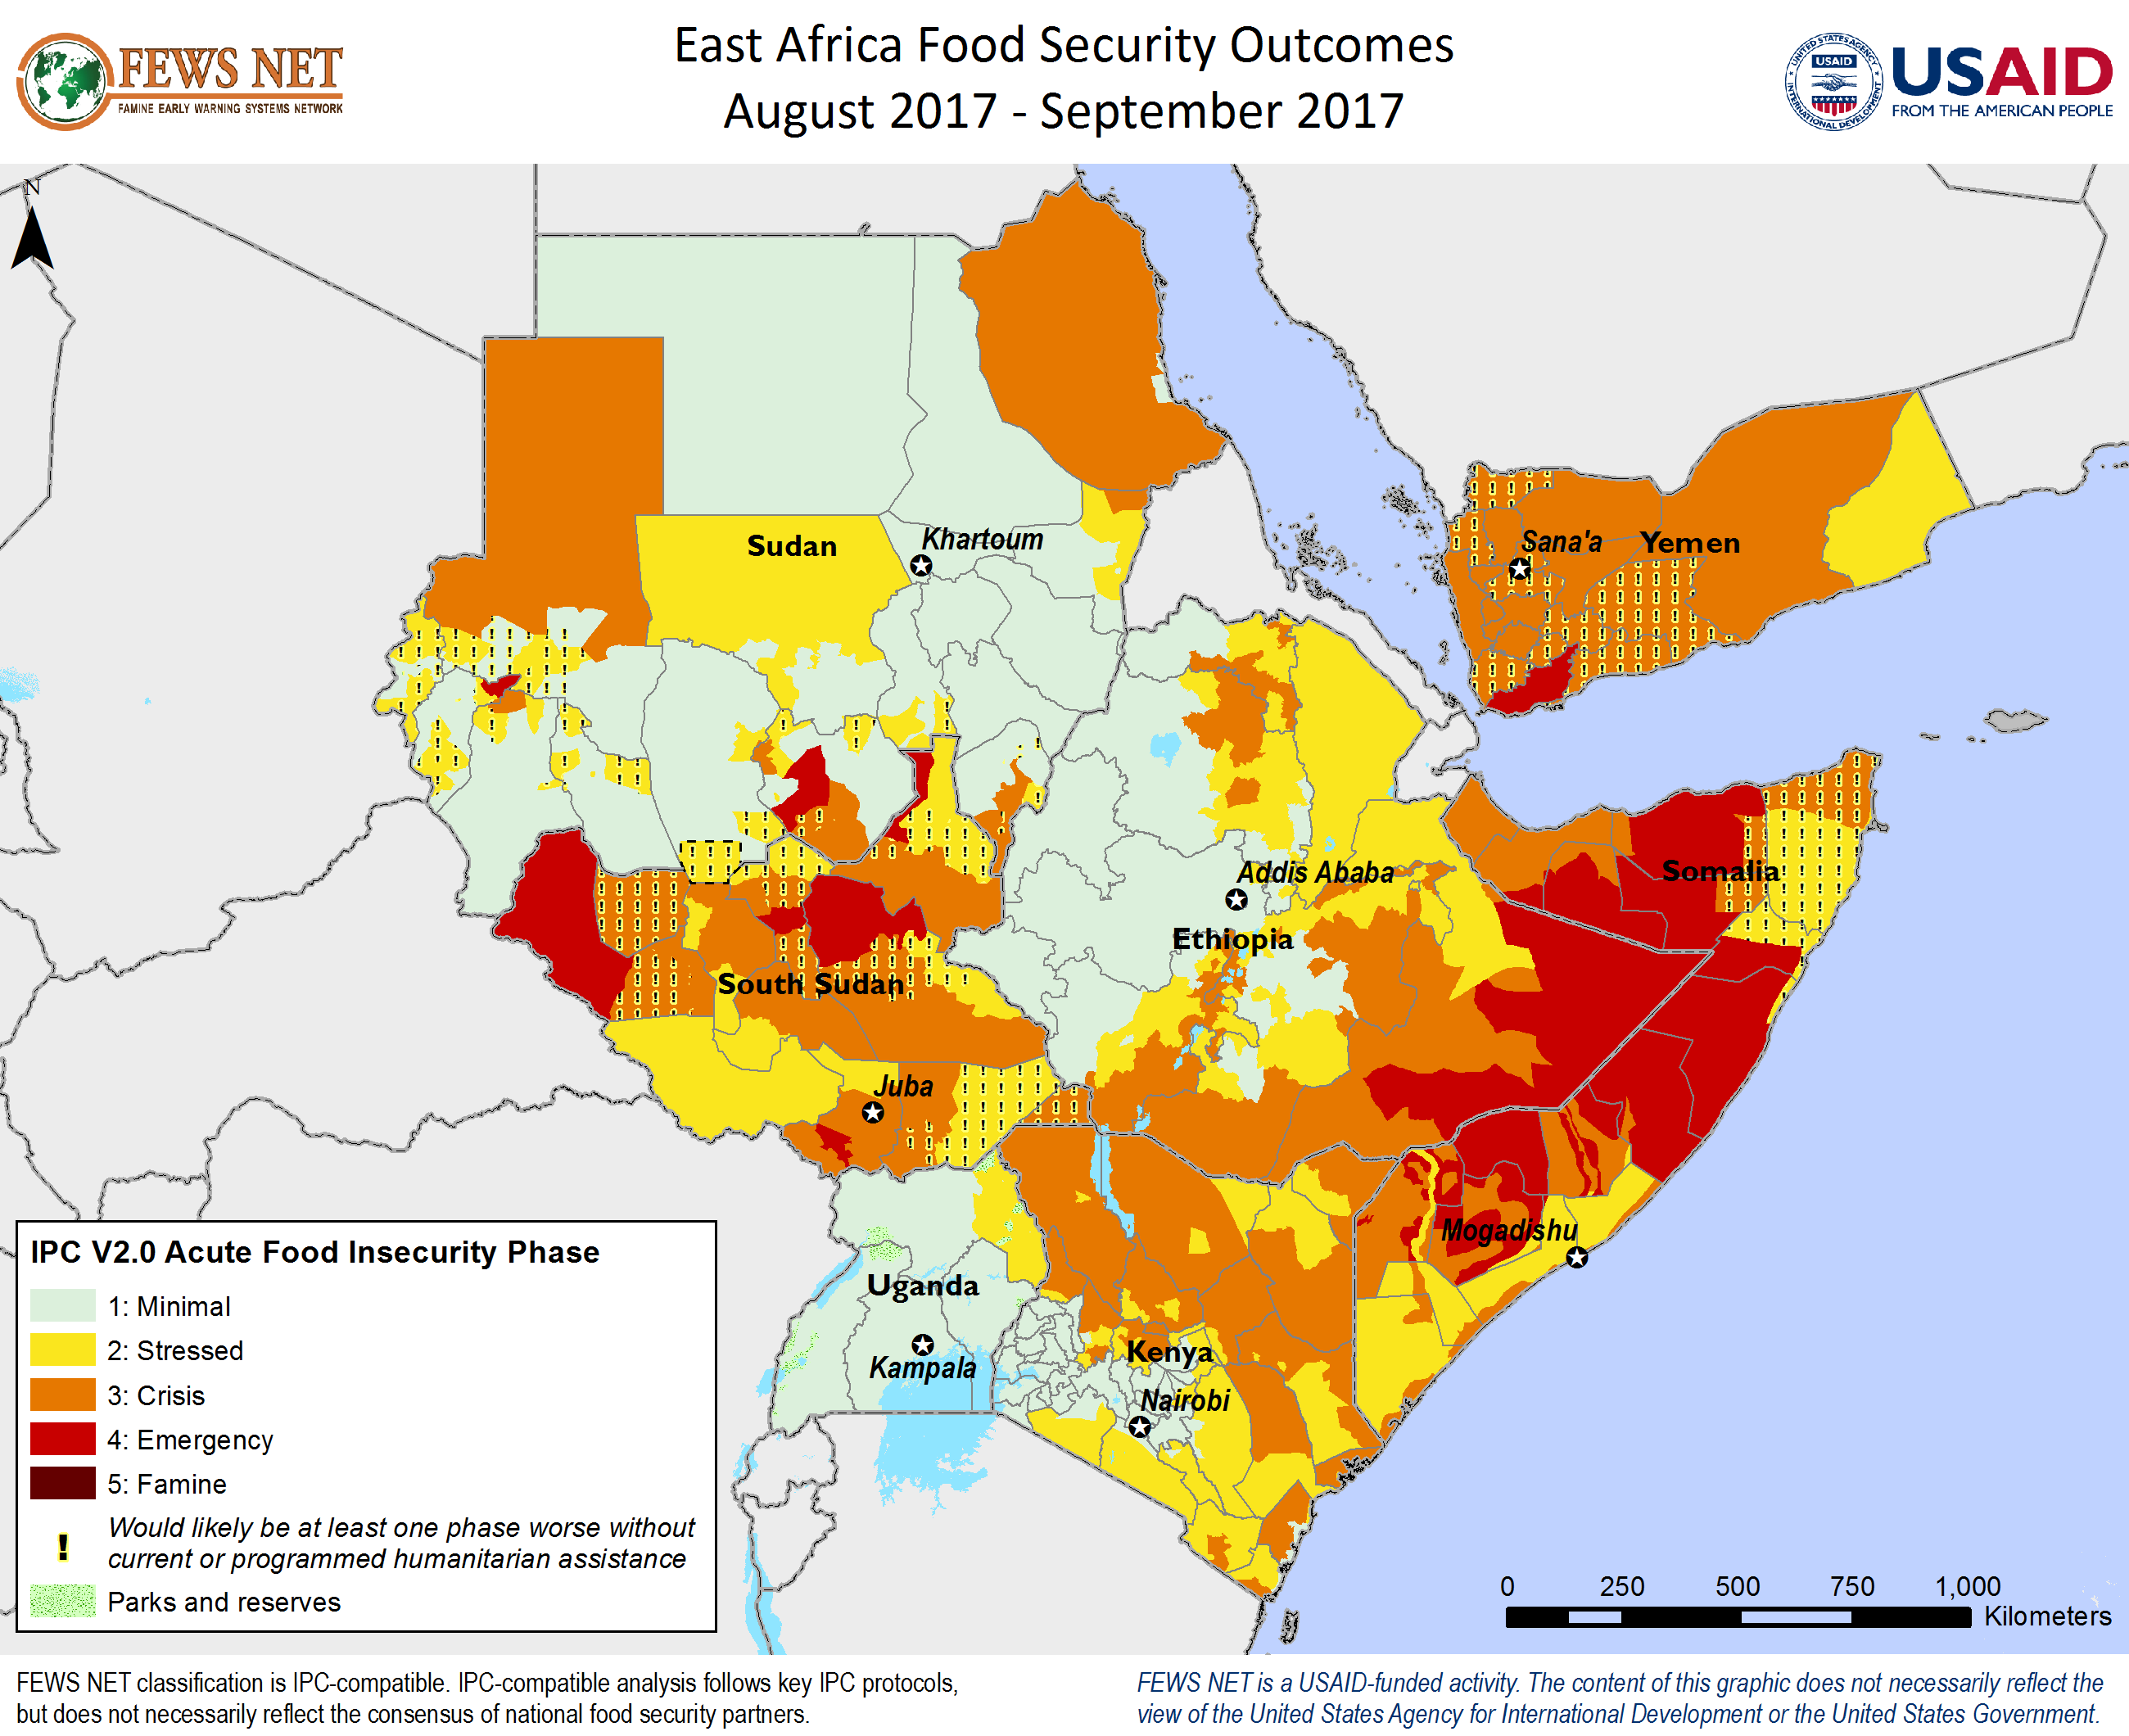 FEWS NET
FAMINE EARLY WARNING SYSTEMS NETWORK
East Africa Food Security Outcomes
August 2017 - September 2017
UNITED STATES AGENCY
USAID
INTERNATIONAL DEVELOPMENT
USAID
FROM THE AMERICAN PEOPLE
N
Sudan
Khartoum
Sana'a
Yemen
Addis Ababa
Somalia
Ethiopia
South Sudan
Juba
Mogadishu
Uganda
Kampala
Kenya
Nairobi
IPC V2.0 Acute Food Insecurity Phase
1: Minimal
2: Stressed
3: Crisis
4: Emergency
5: Famine
! Would likely be at least one phase worse without
current or programmed humanitarian assistance
Parks and reserves
0 250 500 750 1,000
Kilometers
FEWS NET classification is IPC-compatible. IPC-compatible analysis follows key IPC protocols,
but does not necessarily reflect the consensus of national food security partners.
FEWS NET is a USAID-funded activity. The content of this graphic does not necessarily reflect the
view of the United States Agency for International Development or the United States Government.